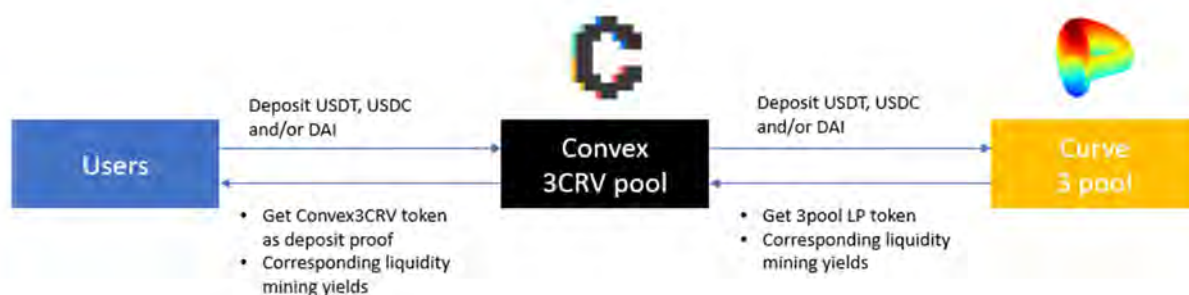 Deposit USDT, USDC
and/or DAI
Deposit USDT, USDC
and/or DAI
Users
Convex
3CRV pool
Curve
3 pool
• Get Convex3CRV token
as deposit proof
• Corresponding liquidity
mining yields
• Get 3pool LP token
• Corresponding liquidity
mining yields